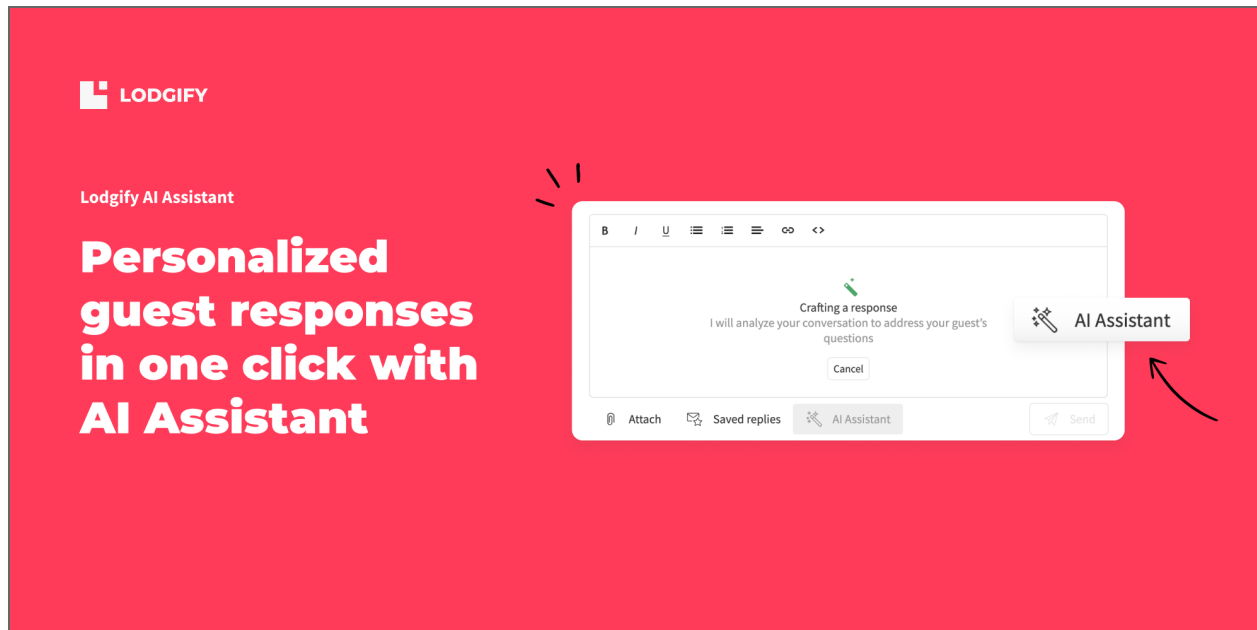 LODGIFY
Lodgify AI Assistant
Personalized
guest responses
in one click with
AI Assistant
B I U
Crafting a response
I will analyze your conversation to address your guest's
questions
Cancel
AI Assistant
Attach Saved replies AI Assistant Send